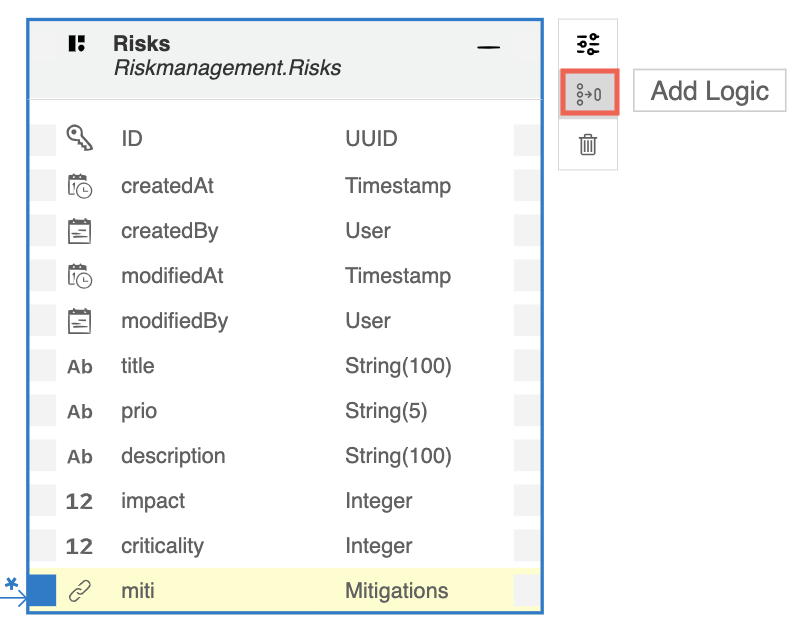 Risks
Riskmanagement.Risks
Add Logic
ID UUID
createdAt Timestamp
createdBy User
modifiedAt Timestamp
modifiedBy User
Ab title String(100)
Ab prio String(5)
Ab description String(100)
12 impact Integer
12 criticality Integer
* miti Mitigations